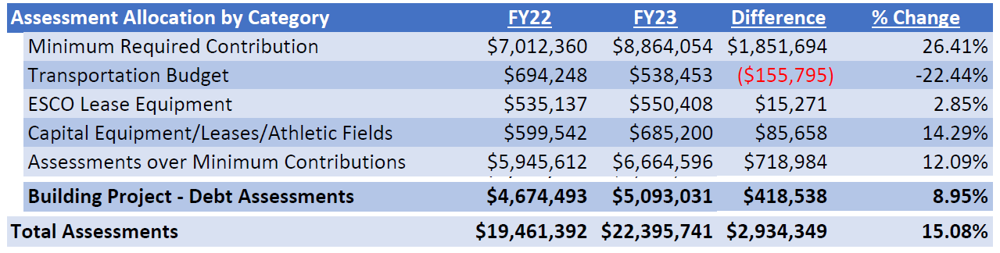 Assessment Allocation by Category FY22 FY23 Difference % Change
Minimum Required Contribution $7,012,360 $8,864,054 $1,851,694 26.41%
Transportation Budget $694,248 $538,453 ($155,795) -22.44%
ESCO Lease Equipment $535,137 $550,408 $15,271 2.85%
Capital Equipment/Leases/Athletic Fields $599,542 $685,200 $85,658 14.29%
Assessments over Minimum Contributions $5,945,612 $6,664,596 $718,984 12.09%
Building Project - Debt Assessments $4,674,493 $5,093,031 $418,538 8.95%
Total Assessments $19,461,392 $22,395,741 $2,934,349 15.08%